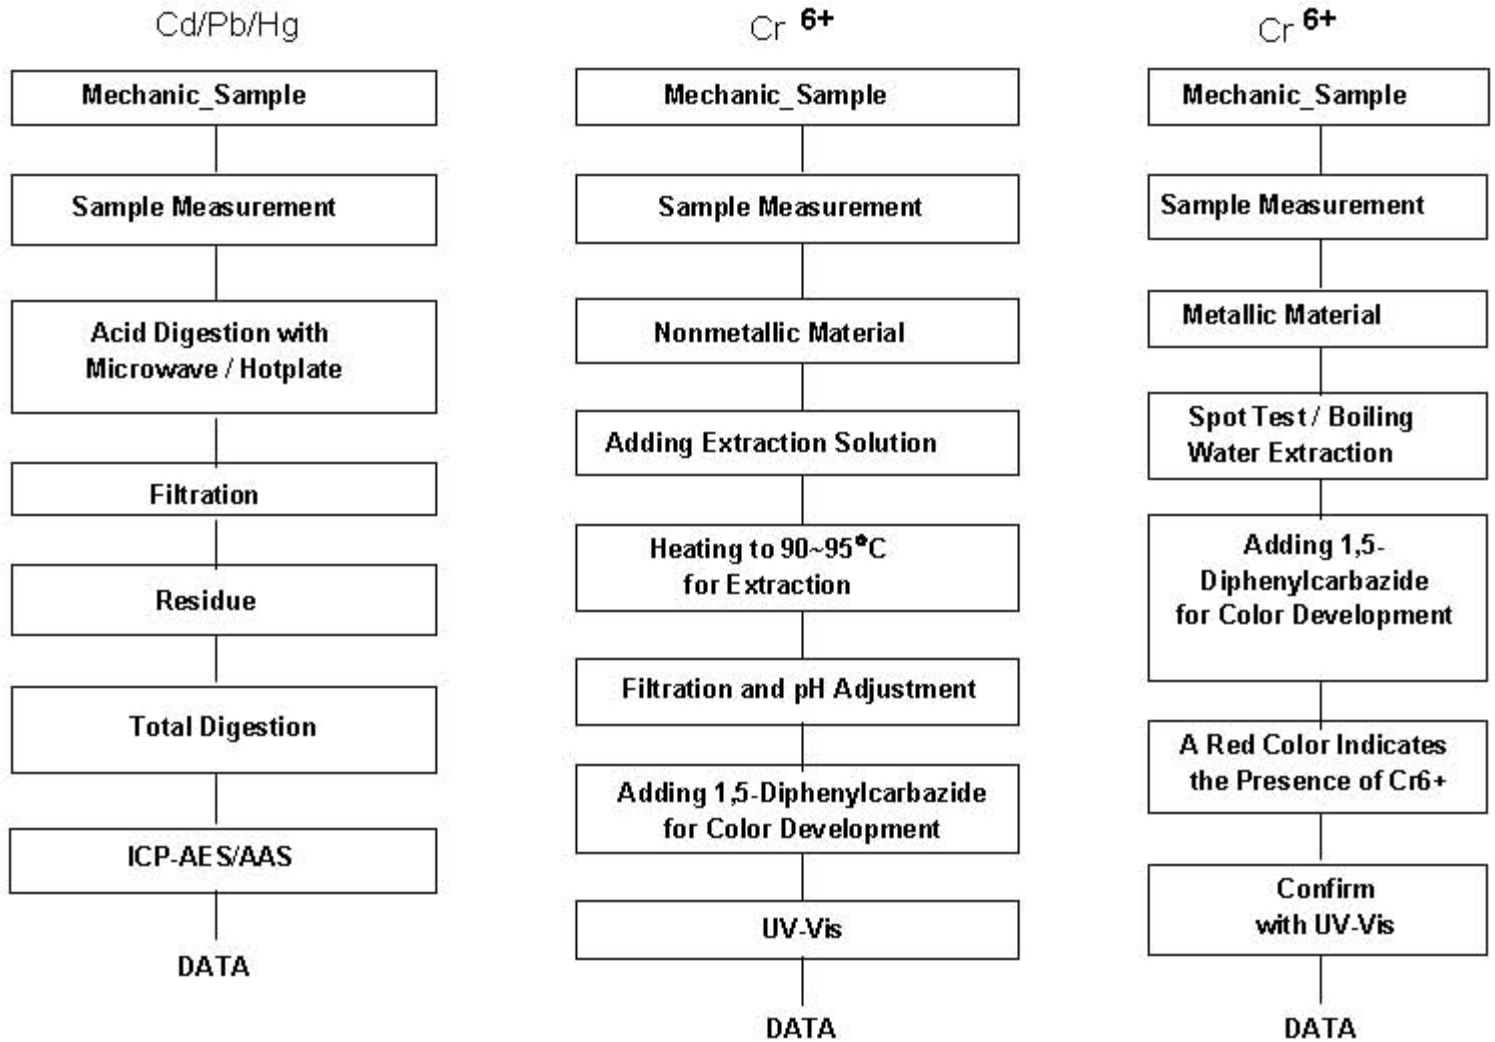 Cd/Pb/Hg
Mechanic_Sample
Sample Measurement
Acid Digestion with
Microwave / Hotplate
Filtration
Residue
Total Digestion
ICP-AES/AAS
DATA
Cr 6+
Mechanic_Sample
Sample Measurement
Nonmetallic Material
Adding Extraction Solution
Heating to 90~95°C
for Extraction
Filtration and pH Adjustment
Adding 1,5-Diphenylcarbazide
for Color Development
UV-Vis
DATA
Cr 6+
Mechanic_Sample
Sample Measurement
Metallic Material
Spot Test / Boiling
Water Extraction
Adding 1,5-
Diphenylcarbazide
for Color Development
A Red Color Indicates
the Presence of Cr6+
Confirm
with UV-Vis
DATA